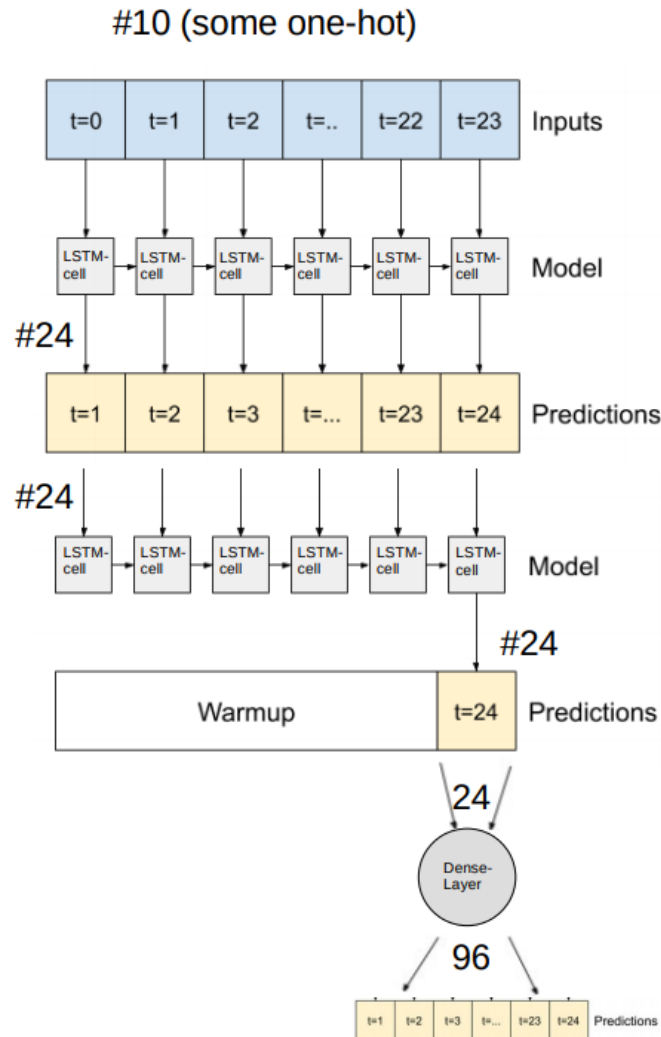 #10 (some one-hot)
t=0 t=1 t=2 t=.. t=22 t=23 Inputs
LSTM-
cell
LSTM-
cell
LSTM-
cell
LSTM-
cell
LSTM-
cell
LSTM-
cell
Model
#24
t=1 t=2 t=3 t=... t=23 t=24 Predictions
#24
LSTM-
cell
LSTM-
cell
LSTM-
cell
LSTM-
cell
LSTM-
cell
LSTM-
cell
Model
#24
Warmup t=24 Predictions
24
Dense-
Layer
96
t=1 t=2 t=3 t=... t=23 t=24 Predictions